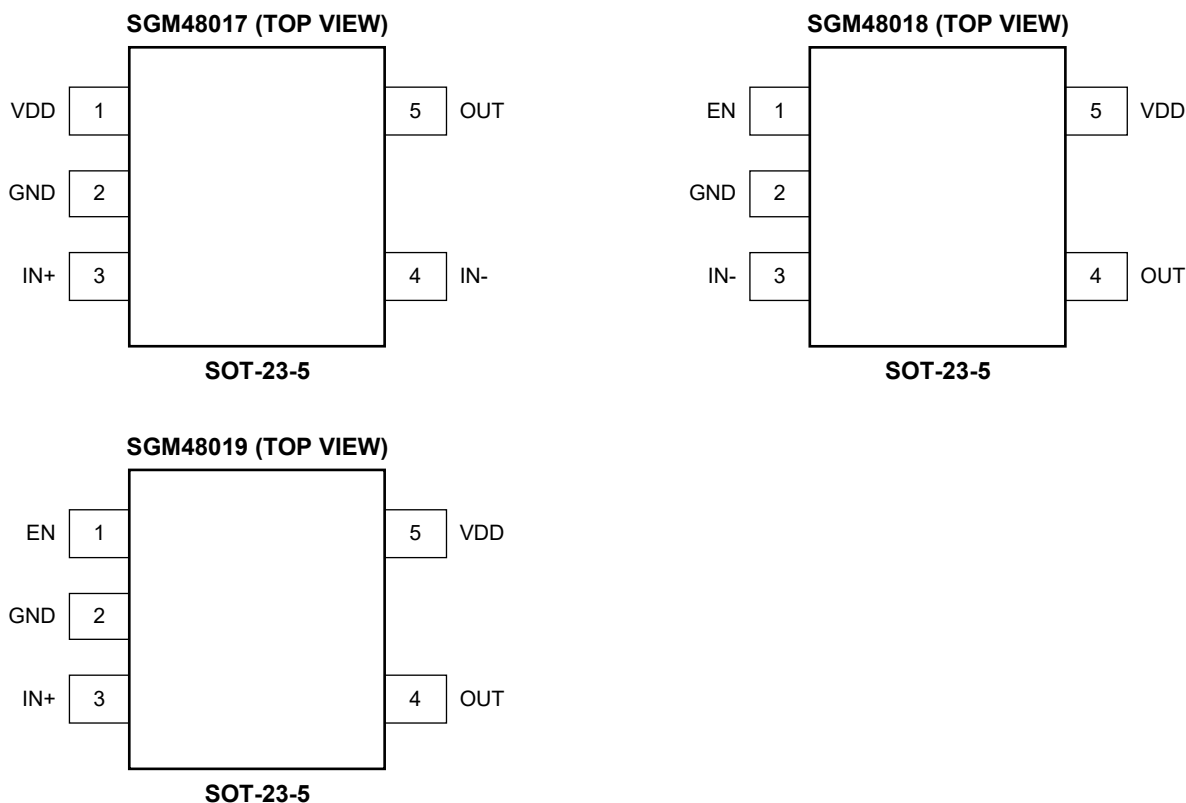 SGM48017 (TOP VIEW)
VDD 1 5 OUT
GND 2
IN+ 3 4 IN-
SOT-23-5
SGM48018 (TOP VIEW)
EN 1 5 VDD
GND 2
IN- 3 4 OUT
SOT-23-5
SGM48019 (TOP VIEW)
EN 1 5 VDD
GND 2
IN+ 3 4 OUT
SOT-23-5